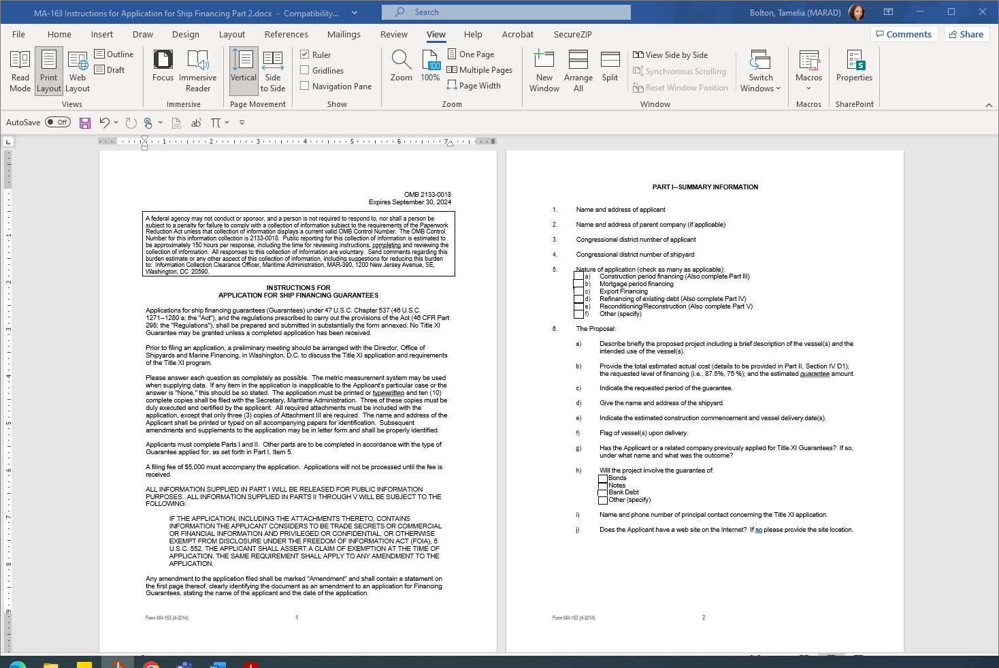 MA-163 Instructions for Application for Ship Financing Part 2.docx - Compatibility...
Search
Bolton, Tamelia (MARAD)
File Home Insert Draw Design Layout References Mailings Review View Help Acrobat SecureZIP
Comments Share
Read Mode
Print Layout
Web Layout
Outline
Draft
Views
Focus
Immersive Reader
Immersive
Vertical
Side to Side
Page Movement
Ruler
Gridlines
Navigation Pane
Show
Zoom
100
100%
One Page
Multiple Pages
Page Width
Zoom
New Window
Arrange All
Split
View Side by Side
Synchronous Scrolling
Reset Window Position
Window
Switch Windows
Macros
Macros
Properties
SharePoint
AutoSave Off
1 2 3 4 5 6 7 8
OMB 2133-0018
Expires September 30, 2024
A federal agency may not conduct or sponsor, and a person is not required to respond to, nor shall a person be
subject to a penalty for failure to comply with a collection of information subject to the requirements of the Paperwork
Reduction Act unless that collection of information displays a current valid OMB Control Number. The OMB Control
Number for this information collection is 2133-0018. Public reporting for this collection of information is estimated to
be approximately 150 hours per response, including the time for reviewing instructions, completing and reviewing the
collection of information. All responses to this collection of information are voluntary. Send comments regarding this
burden estimate or any other aspect of this collection of information, including suggestions for reducing this burden
to: Information Collection Clearance Officer, Maritime Administration, MAR-390, 1200 New Jersey Avenue, SE,
Washington, DC 20590.
INSTRUCTIONS FOR
APPLICATION FOR SHIP FINANCING GUARANTEES
Applications for ship financing guarantees (Guarantees) under 47 U.S.C. Chapter 537 (46 U.S.C.
1271--1280 a; the "Act"), and the regulations prescribed to carry out the provisions of the Act (46 CFR Part
298; the "Regulations"), shall be prepared and submitted in substantially the form annexed. No Title XI
Guarantee may be granted unless a completed application has been received.
Prior to filing an application, a preliminary meeting should be arranged with the Director, Office of
Shipyards and Marine Financing, in Washington, D.C. to discuss the Title XI application and requirements
of the Title XI program.
Please answer each question as completely as possible. The metric measurement system may be used
when supplying data. If any item in the application is inapplicable to the Applicant's particular case or the
answer is "None," this should be so stated. The application must be printed or typewritten and ten (10)
complete copies shall be filed with the Secretary, Maritime Administration. Three of these copies must be
duly executed and certified by the applicant. All required attachments must be included with the
application, except that only three (3) copies of Attachment III are required. The name and address of the
Applicant shall be printed or typed on all accompanying papers for identification. Subsequent
amendments and supplements to the application may be in letter form and shall be properly identified.
Applicants must complete Parts I and II. Other parts are to be completed in accordance with the type of
Guarantee applied for, as set forth in Part I, Item 5.
A filing fee of $5,000 must accompany the application. Applications will not be processed until the fee is
received.
ALL INFORMATION SUPPLIED IN PART I WILL BE RELEASED FOR PUBLIC INFORMATION
PURPOSES. ALL INFORMATION SUPPLIED IN PARTS II THROUGH V WILL BE SUBJECT TO THE
FOLLOWING:
IF THE APPLICATION, INCLUDING THE ATTACHMENTS THERETO, CONTAINS
INFORMATION THE APPLICANT CONSIDERS TO BE TRADE SECRETS OR COMMERCIAL
OR FINANCIAL INFORMATION AND PRIVILEGED OR CONFIDENTIAL, OR OTHERWISE
EXEMPT FROM DISCLOSURE UNDER THE FREEDOM OF INFORMATION ACT (FOIA), 5
U.S.C. 552, THE APPLICANT SHALL ASSERT A CLAIM OF EXEMPTION AT THE TIME OF
APPLICATION. THE SAME REQUIREMENT SHALL APPLY TO ANY AMENDMENT TO THE
APPLICATION.
Any amendment to the application filed shall be marked "Amendment" and shall contain a statement on
the first page thereof, clearly identifying the document as an amendment to an application for Financing
Guarantees, stating the name of the applicant and the date of the application.
Form MA-163 (4-2014) 1
PART I--SUMMARY INFORMATION
1. Name and address of applicant
2. Name and address of parent company (if applicable)
3. Congressional district number of applicant
4. Congressional district number of shipyard
5. Nature of application (check as many as applicable):
a) Construction period financing (Also complete Part III)
b) Mortgage period financing
c) Export Financing
d) Refinancing of existing debt (Also complete Part IV)
e) Reconditioning/Reconstruction (Also complete Part V)
f) Other (specify)
6. The Proposal:
a) Describe briefly the proposed project including a brief description of the vessel(s) and the
intended use of the vessel(s).
b) Provide the total estimated actual cost (details to be provided in Part II, Section IV D1);
the requested level of financing (i.e., 87.5%, 75 %); and the estimated guarantee amount.
c) Indicate the requested period of the guarantee.
d) Give the name and address of the shipyard.
e) Indicate the estimated construction commencement and vessel delivery date(s).
f) Flag of vessel(s) upon delivery.
g) Has the Applicant or a related company previously applied for Title XI Guarantees? If so,
under what name and what was the outcome?
h) Will the project involve the guarantee of:
Bonds
Notes
Bank Debt
Other (specify)
i) Name and phone number of principal contact concerning the Title XI application.
j) Does the Applicant have a web site on the Internet? If so please provide the site location.
Form MA-163 (4-2014) 2